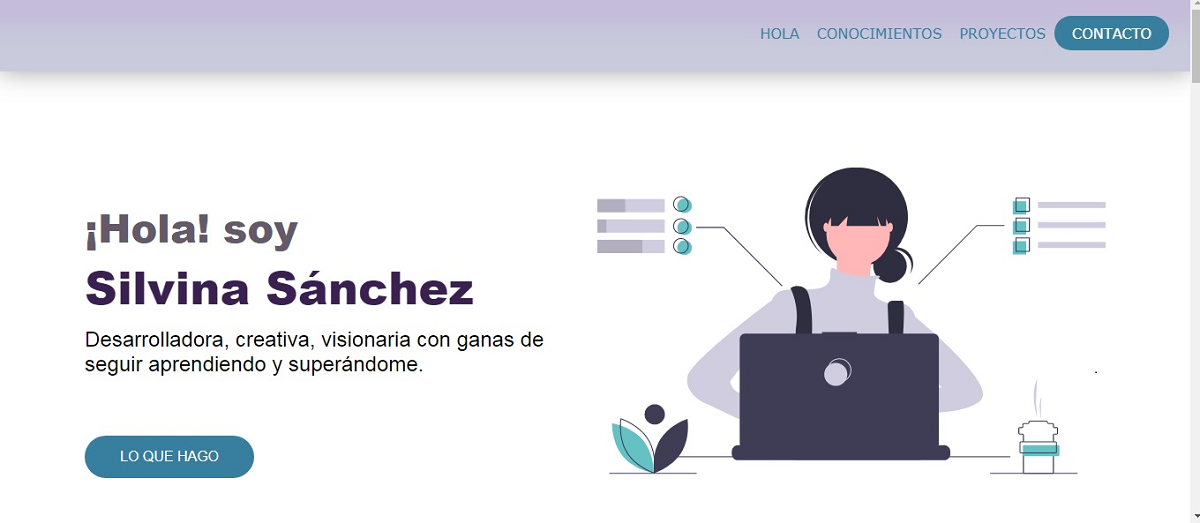 HOLA CONOCIMIENTOS PROYECTOS CONTACTO
¡Hola! soy
Silvina Sánchez
Desarrolladora, creativa, visionaria con ganas de
seguir aprendiendo y superándome.
LO QUE HAGO